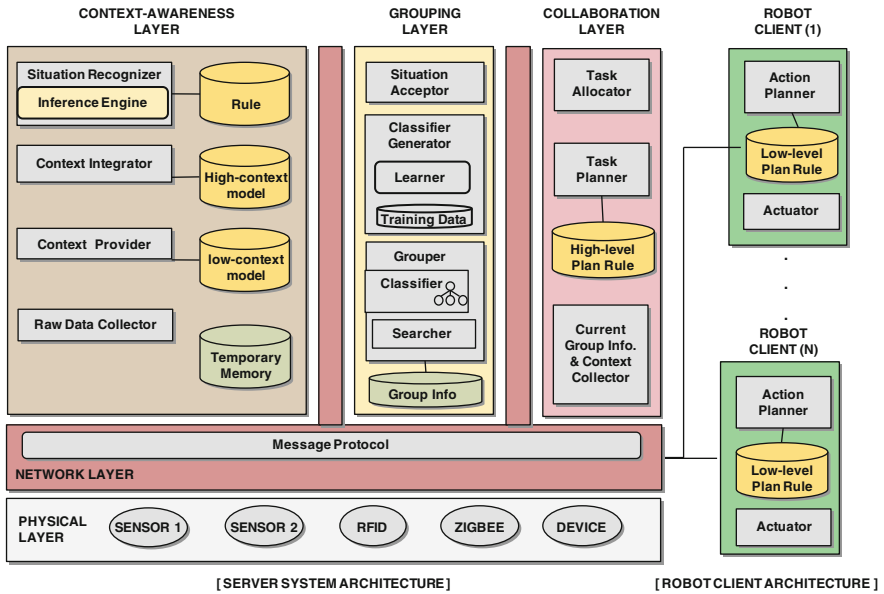 CONTEXT-AWARENESS
LAYER
Situation Recognizer
Inference Engine
Rule
Context Integrator
High-context
model
Context Provider
low-context
model
Raw Data Collector
Temporary
Memory
GROUPING
LAYER
Situation
Acceptor
Classifier
Generator
Learner
Training Data
Grouper
Classifier
Searcher
Group Info
COLLABORATION
LAYER
Task
Allocator
Task
Planner
High-level
Plan Rule
Current
Group Info.
& Context
Collector
Message Protocol
NETWORK LAYER
PHYSICAL
LAYER
SENSOR 1
SENSOR 2
RFID
ZIGBEE
DEVICE
[ SERVER SYSTEM ARCHITECTURE ]
ROBOT
CLIENT (1)
Action
Planner
Low-level
Plan Rule
Actuator
.
.
.
ROBOT
CLIENT (N)
Action
Planner
Low-level
Plan Rule
Actuator
[ ROBOT CLIENT ARCHITECTURE ]